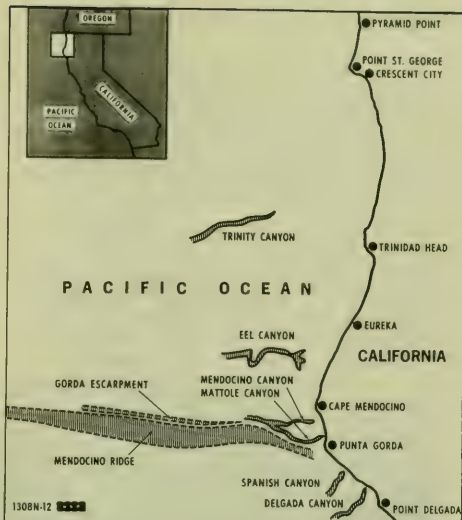 OREGON
CALIFORNIA
PACIFIC
OCEAN
PYRAMID POINT
POINT ST. GEORGE
CRESCENT CITY
TRINITY CANYON
TRINIDAD HEAD
PACIFIC OCEAN
EUREKA
EEL CANYON
CALIFORNIA
MENDOCINO CANYON
MATTOLE CANYON
GORDA ESCARPMENT
CAPE MENDOCINO
PUNTA GORDA
MENDOCINO RIDGE
SPANISH CANYON
DELGADA CANYON
POINT DELGADA
1308N-12